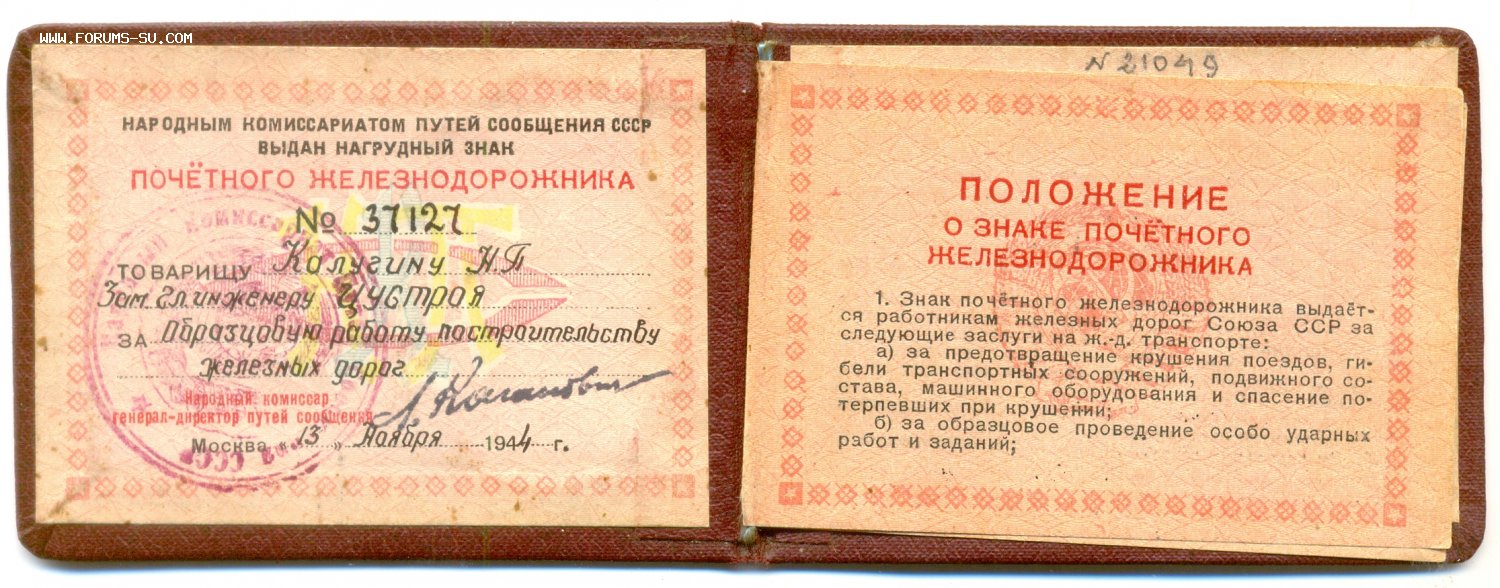 www.forums-su.com
НАРОДНЫМ КОМИССАРИАТОМ ПУТЕЙ СООБЩЕНИЯ СССР
ВЫДАН НАГРУДНЫЙ ЗНАК
ПОЧЁТНОГО ЖЕЛЕЗНОДОРОЖНИКА
№ 37127
ТОВАРИЩУ Калугину Н.П.
Зам. Гл. инженеру Цустроя
ЗА Образцовую работу по строительству
железных дорог.
Народный комиссар
генерал-директор путей сообщения
Москва „13" Ноября 1944 г.
N 21049
ПОЛОЖЕНИЕ
О ЗНАКЕ ПОЧЁТНОГО
ЖЕЛЕЗНОДОРОЖНИКА
1. Знак почётного железнодорожника выдаёт-
ся работникам железных дорог Союза ССР за
следующие заслуги на ж.-д. транспорте:
а) за предотвращение крушения поездов, ги-
бели транспортных сооружений, подвижного со-
става, машинного оборудования и спасение по-
терпевших при крушении;
б) за образцовое проведение особо ударных
работ и заданий;